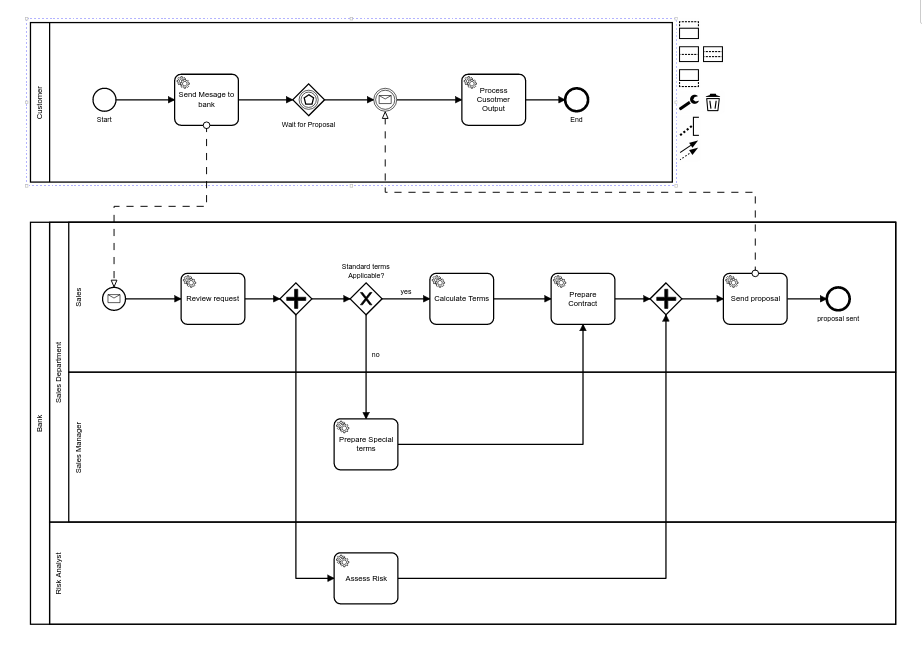 Customer
Start
Send Mesage to
bank
Wait for Proposal
Process
Cusotmer
Output
End
Bank
Sales Department
Sales
Review request
Standard terms
Applicable?
X
yes
no
Calculate Terms
Prepare
Contract
Send proposal
proposal sent
Sales Manager
Prepare Special
terms
Risk Analyst
Assess Risk